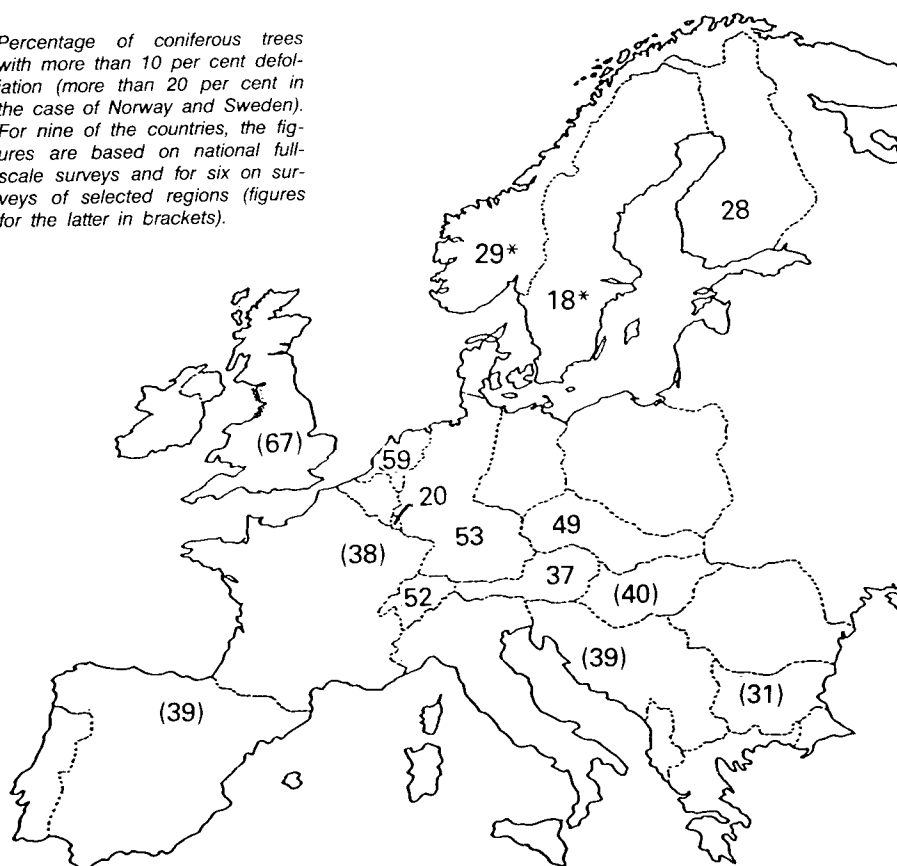 Percentage of coniferous trees
with more than 10 per cent defol-
iation (more than 20 per cent in
the case of Norway and Sweden).
For nine of the countries, the fig-
ures are based on national full-
scale surveys and for six on sur-
veys of selected regions (figures
for the latter in brackets).
28
29*
18*
(67)
59
20
49
53
(38)
37
52
(40)
(39)
(31)
(39)